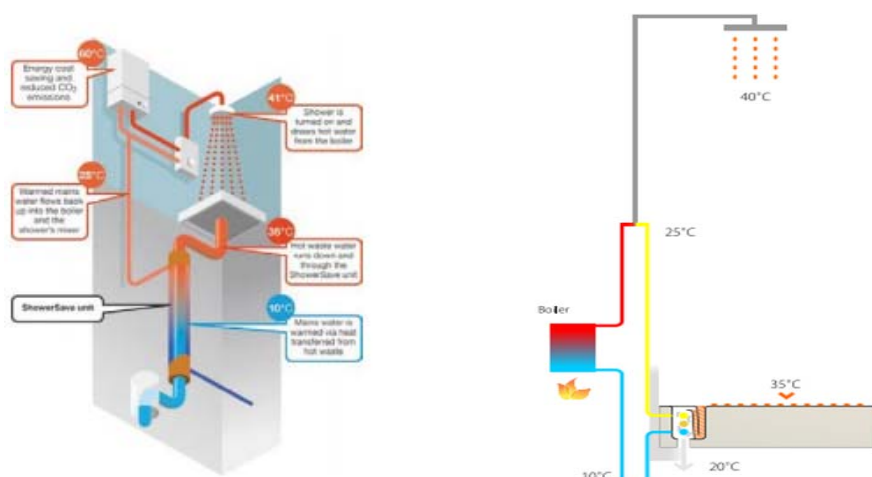 60°C
Energy cost
saving and
reduced CO2
emissions
41°C
Shower is
turned on and
draws hot water
from the boiler
25°C
Warmed mains
water flows back
up into the boiler
and the
shower's mixer
36°C
Hot waste water
runs down and
through the
ShowerSave unit
ShowerSave unit
10°C
Mains water is
warmed via heat
transferred from
hot waste
40°C
25°C
Boiler
35°C
20°C
10°C